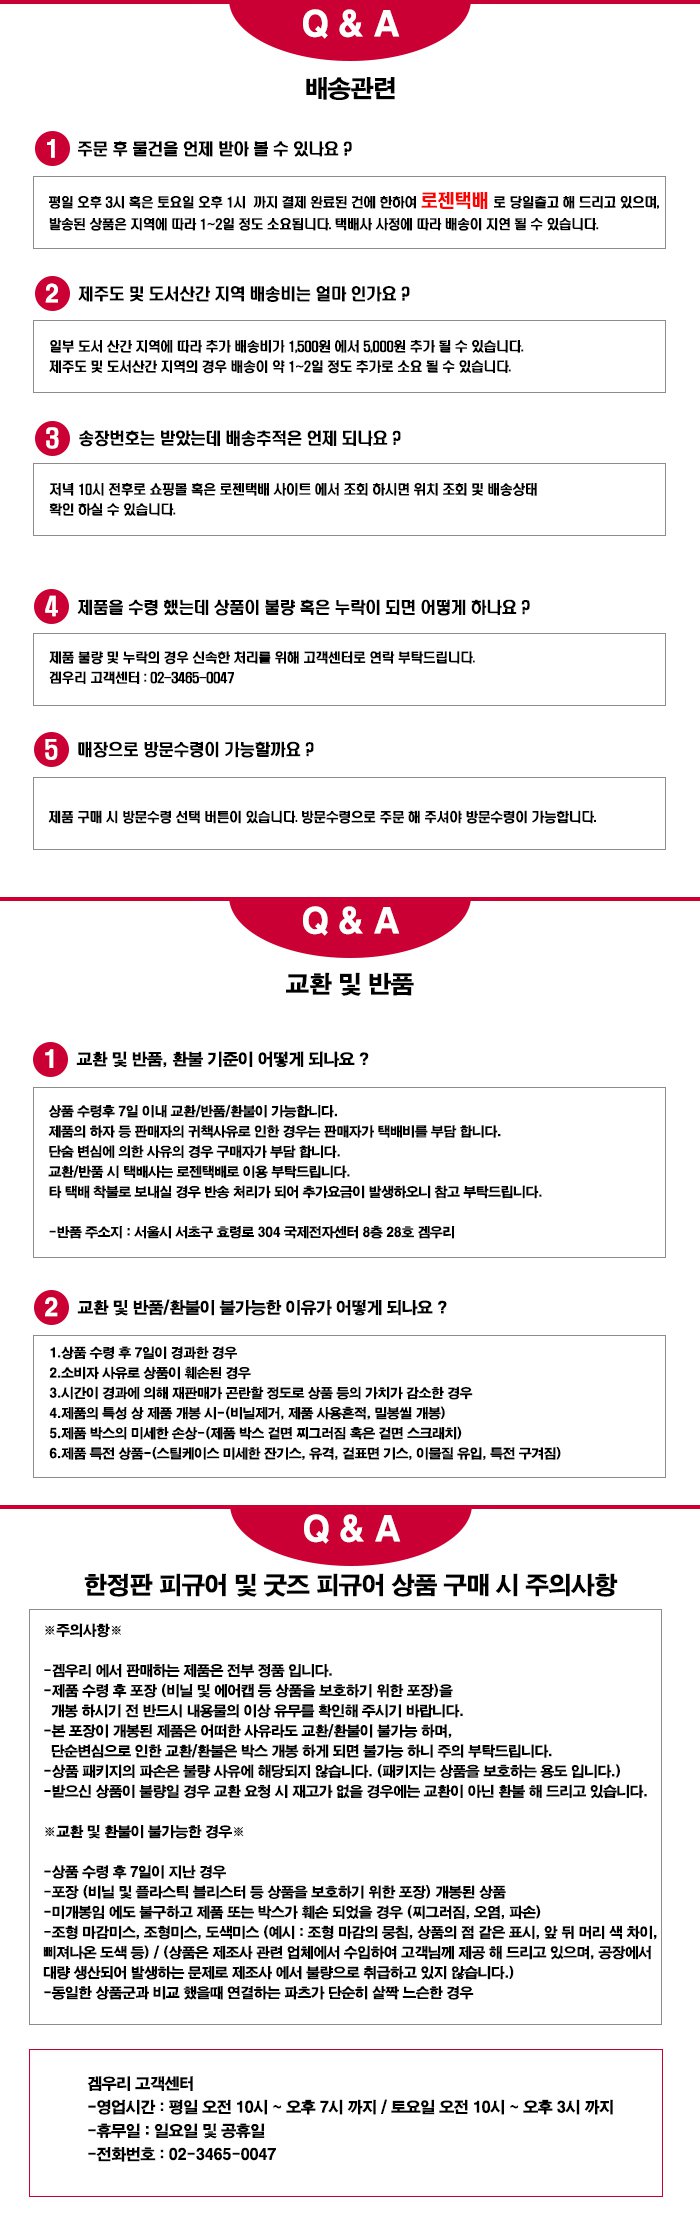 Q & A
배송관련
1 주문 후 물건을 언제 받아 볼 수 있나요 ?
평일 오후 3시 혹은 토요일 오후 1시 까지 결제 완료된 건에 한하여 로젠택배 로 당일출고 해 드리고 있으며,
발송된 상품은 지역에 따라 1~2일 정도 소요됩니다. 택배사 사정에 따라 배송이 지연 될 수 있습니다.
2 제주도 및 도서산간 지역 배송비는 얼마 인가요 ?
일부 도서 산간 지역에 따라 추가 배송비가 1,500원 에서 5,000원 추가 될 수 있습니다.
제주도 및 도서산간 지역의 경우 배송이 약 1~2일 정도 추가로 소요 될 수 있습니다.
3 송장번호는 받았는데 배송추적은 언제 되나요 ?
저녁 10시 전후로 쇼핑몰 혹은 로젠택배 사이트 에서 조회 하시면 위치 조회 및 배송상태
확인 하실 수 있습니다.
4 제품을 수령 했는데 상품이 불량 혹은 누락이 되면 어떻게 하나요 ?
제품 불량 및 누락의 경우 신속한 처리를 위해 고객센터로 연락 부탁드립니다.
겜우리 고객센터 : 02-3465-0047
5 매장으로 방문수령이 가능할까요 ?
제품 구매 시 방문수령 선택 버튼이 있습니다. 방문수령으로 주문 해 주셔야 방문수령이 가능합니다.
Q & A
교환 및 반품
1 교환 및 반품, 환불 기준이 어떻게 되나요 ?
상품 수령후 7일 이내 교환/반품/환불이 가능합니다.
제품의 하자 등 판매자의 귀책사유로 인한 경우는 판매자가 택배비를 부담 합니다.
단숨 변심에 의한 사유의 경우 구매자가 부담 합니다.
교환/반품 시 택배사는 로젠택배로 이용 부탁드립니다.
타 택배 착불로 보내실 경우 반송 처리가 되어 추가요금이 발생하오니 참고 부탁드립니다.
-반품 주소지 : 서울시 서초구 효령로 304 국제전자센터 8층 28호 겜우리
2 교환 및 반품/환불이 불가능한 이유가 어떻게 되나요 ?
1.상품 수령 후 7일이 경과한 경우
2.소비자 사유로 상품이 훼손된 경우
3.시간이 경과에 의해 재판매가 곤란할 정도로 상품 등의 가치가 감소한 경우
4.제품의 특성 상 제품 개봉 시-(비닐제거, 제품 사용흔적, 밀봉씰 개봉)
5.제품 박스의 미세한 손상-(제품 박스 겉면 찌그러짐 혹은 겉면 스크래치)
6.제품 특전 상품-(스틸케이스 미세한 잔기스, 유격, 겉표면 기스, 이물질 유입, 특전 구겨짐)
Q & A
한정판 피규어 및 굿즈 피규어 상품 구매 시 주의사항
※주의사항※
-겜우리 에서 판매하는 제품은 전부 정품 입니다.
-제품 수령 후 포장 (비닐 및 에어캡 등 상품을 보호하기 위한 포장)을
개봉 하시기 전 반드시 내용물의 이상 유무를 확인해 주시기 바랍니다.
-본 포장이 개봉된 제품은 어떠한 사유라도 교환/환불이 불가능 하며,
단순변심으로 인한 교환/환불은 박스 개봉 하게 되면 불가능 하니 주의 부탁드립니다.
-상품 패키지의 파손은 불량 사유에 해당되지 않습니다. (패키지는 상품을 보호하는 용도 입니다.)
-받으신 상품이 불량일 경우 교환 요청 시 재고가 없을 경우에는 교환이 아닌 환불 해 드리고 있습니다.
※교환 및 환불이 불가능한 경우※
-상품 수령 후 7일이 지난 경우
-포장 (비닐 및 플라스틱 블리스터 등 상품을 보호하기 위한 포장) 개봉된 상품
-미개봉임 에도 불구하고 제품 또는 박스가 훼손 되었을 경우 (찌그러짐, 오염, 파손)
-조형 마감미스, 조형미스, 도색미스 (예시 : 조형 마감의 뭉침, 상품의 점 같은 표시, 앞 뒤 머리 색 차이,
삐져나온 도색 등) / (상품은 제조사 관련 업체에서 수입하여 고객님께 제공 해 드리고 있으며, 공장에서
대량 생산되어 발생하는 문제로 제조사 에서 불량으로 취급하고 있지 않습니다.)
-동일한 상품군과 비교 했을때 연결하는 파츠가 단순히 살짝 느슨한 경우
겜우리 고객센터
-영업시간 : 평일 오전 10시 ~ 오후 7시 까지 / 토요일 오전 10시 ~ 오후 3시 까지
-휴무일 : 일요일 및 공휴일
-전화번호 : 02-3465-0047